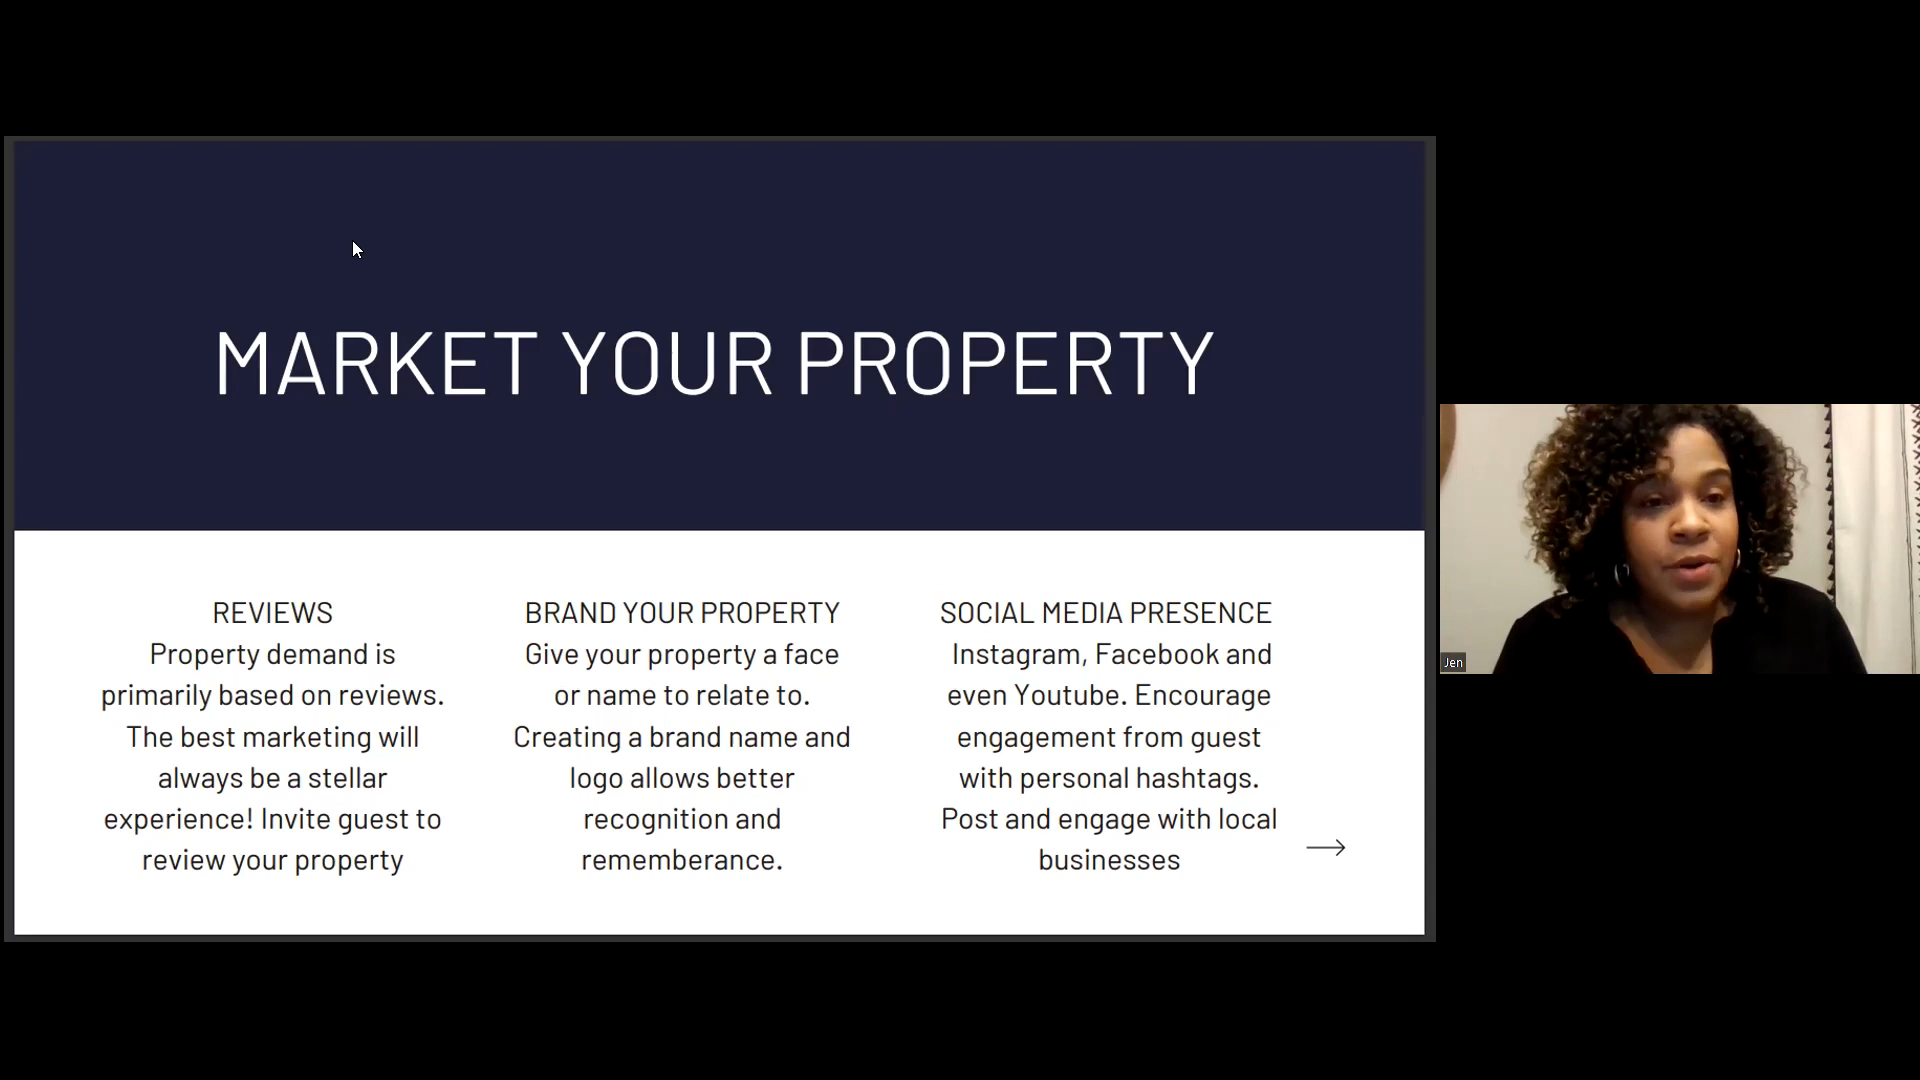 MARKET YOUR PROPERTY
REVIEWS
Property demand is
primarily based on reviews.
The best marketing will
always be a stellar
experience! Invite guest to
review your property
BRAND YOUR PROPERTY
Give your property a face
or name to relate to.
Creating a brand name and
logo allows better
recognition and
rememberance.
SOCIAL MEDIA PRESENCE
Instagram, Facebook and
even Youtube. Encourage
engagement from guest
with personal hashtags.
Post and engage with local
businesses
Jen